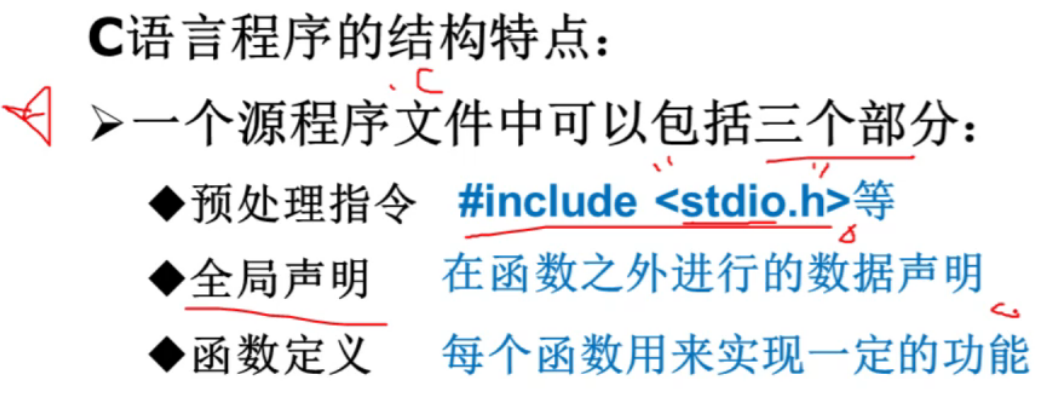 C语言程序的结构特点：
.C
➢一个源程序文件中可以包括三个部分：
◆预处理指令 #include <stdio.h>等
" "
◆全局声明 在函数之外进行的数据声明
◆函数定义 每个函数用来实现一定的功能